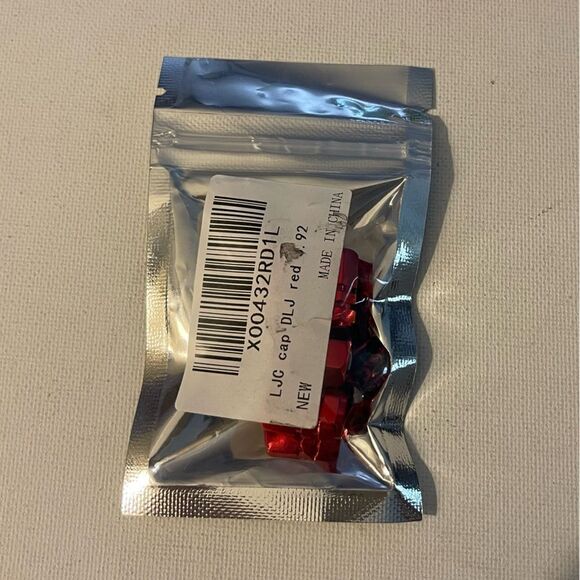 X00432RD1L
LJC cap DLJ red .92
NEW
MADE IN CHINA